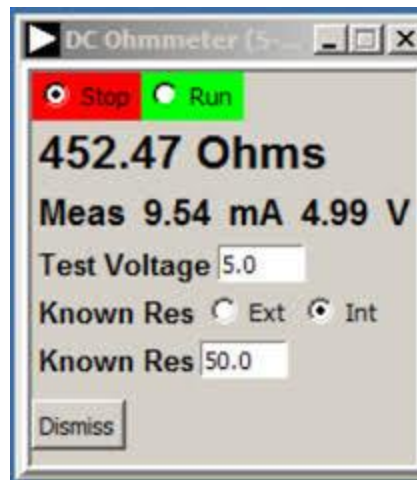 DC Ohmmeter (5-...
Stop Run
452.47 Ohms
Meas 9.54 mA 4.99 V
Test Voltage 5.0
Known Res Ext Int
Known Res 50.0
Dismiss